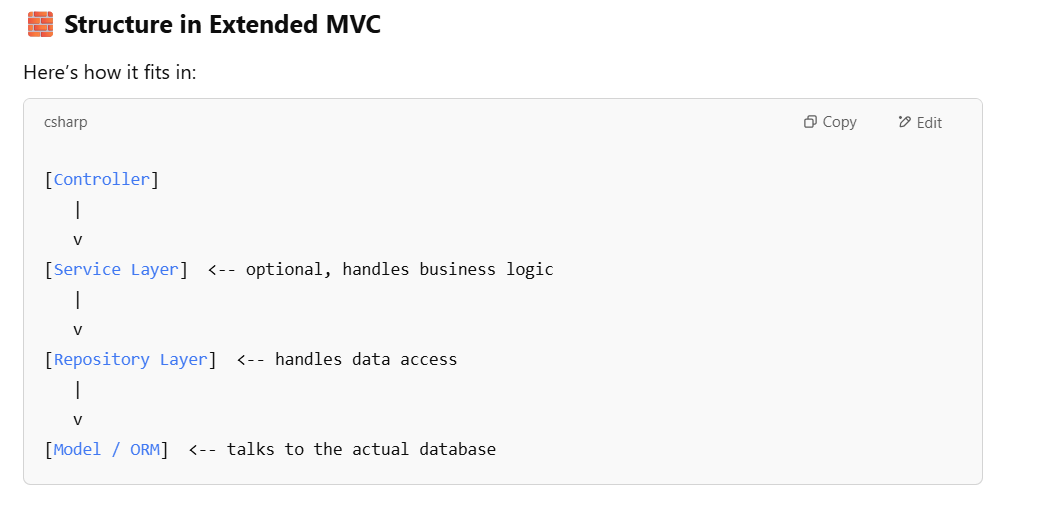 🧱 Structure in Extended MVC
Here’s how it fits in:
csharp Copy Edit
[Controller]
|
v
[Service Layer] <-- optional, handles business logic
|
v
[Repository Layer] <-- handles data access
|
v
[Model / ORM] <-- talks to the actual database